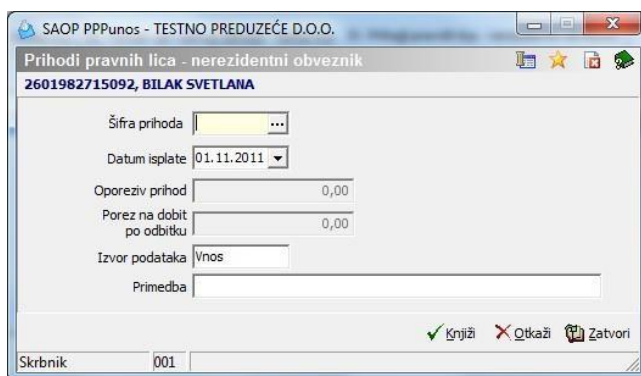 SAOP PPPunos - TESTNO PREDUZEĆE D.O.O.
Prihodi pravnih lica - nerezidentni obveznik
2601982715092, BILAK SVETLANA
Šifra prihoda ...
Datum isplate 01.11.2011
Oporeziv prihod 0,00
Porez na dobit
po odbitku 0,00
Izvor podataka Vnos
Primedba
Knjiži Otkaži Zatvori
Skrbnik 001